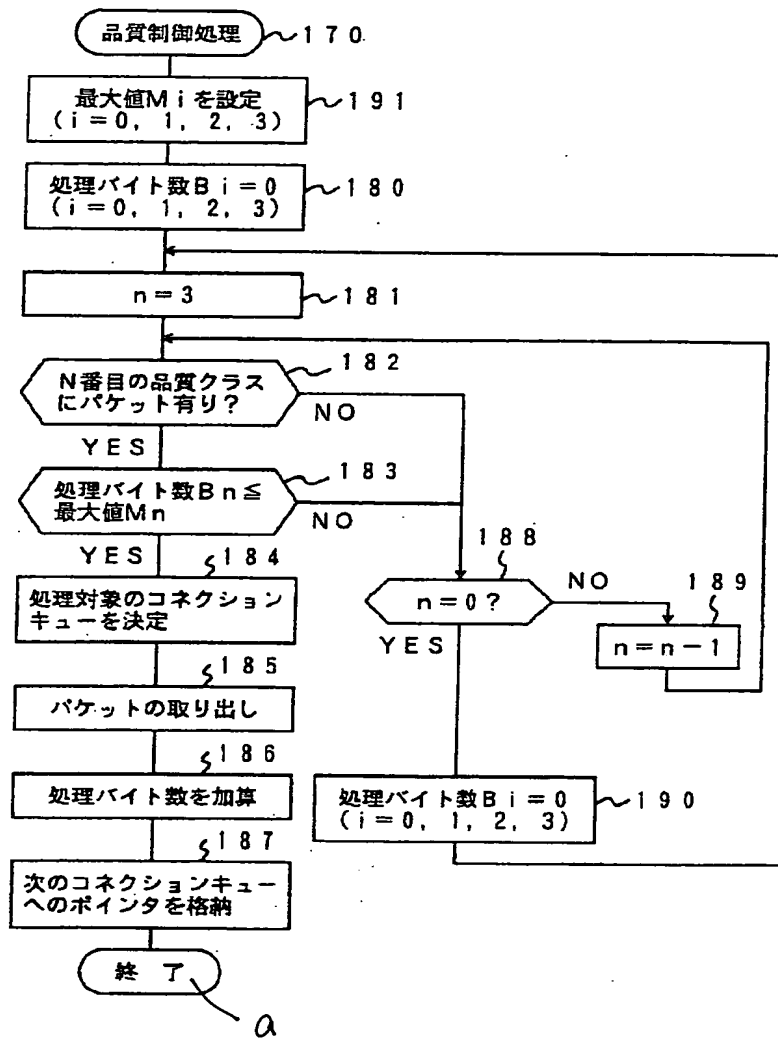 品質制御処理
170
最大値Ｍｉを設定
(ｉ＝０，１，２，３)
191
処理バイト数Ｂｉ＝０
(ｉ＝０，１，２，３)
180
ｎ＝３
181
Ｎ番目の品質クラス
にパケット有り？
182
NO
YES
処理バイト数Ｂｎ≦
最大値Ｍｎ
183
NO
YES
184
処理対象のコネクション
キューを決定
188
ｎ＝０？
NO
YES
189
ｎ＝ｎ－１
185
パケットの取り出し
186
処理バイト数を加算
処理バイト数Ｂｉ＝０
(ｉ＝０，１，２，３)
190
187
次のコネクションキュー
へのポインタを格納
終了
a